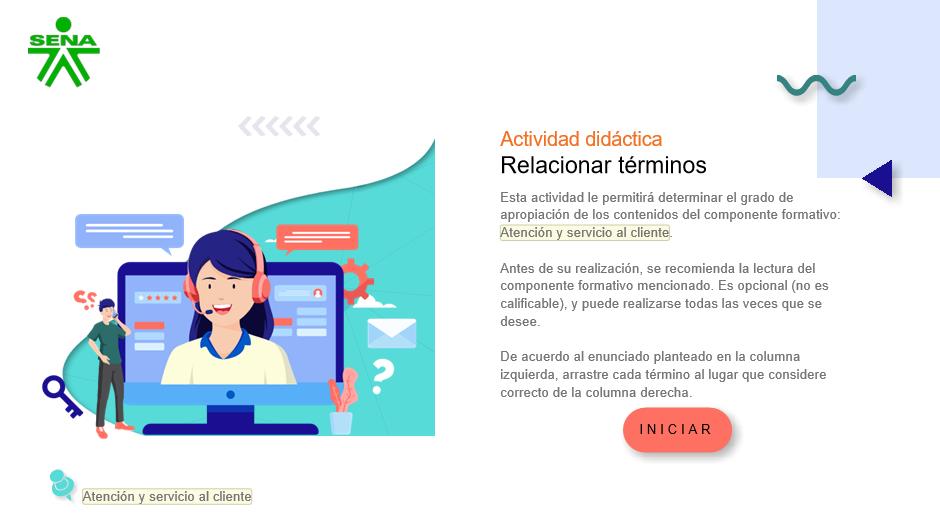 SENA
Actividad didáctica
Relacionar términos
Esta actividad le permitirá determinar el grado de
apropiación de los contenidos del componente formativo:
Atención y servicio al cliente.
Antes de su realización, se recomienda la lectura del
componente formativo mencionado. Es opcional (no es
calificable), y puede realizarse todas las veces que se
desee.
De acuerdo al enunciado planteado en la columna
izquierda, arrastre cada término al lugar que considere
correcto de la columna derecha.
INICIAR
Atención y servicio al cliente